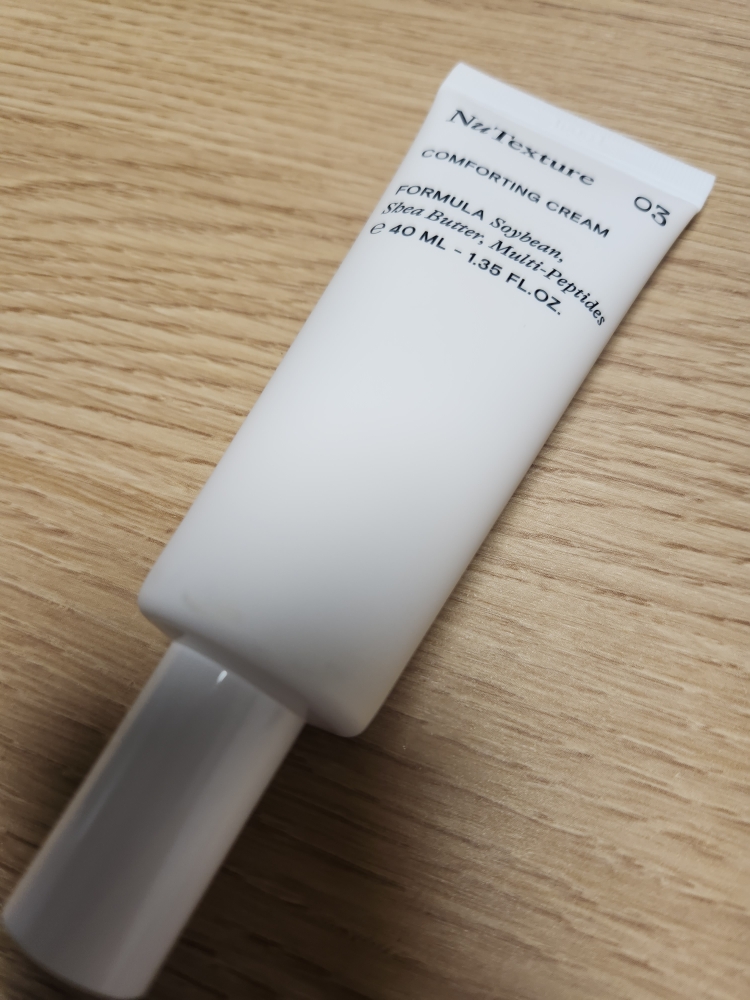 NuTexture
COMFORTING CREAM 03
FORMULA Soybean,
Shea Butter, Multi-Peptides
℮ 40 ML - 1.35 FL.OZ.